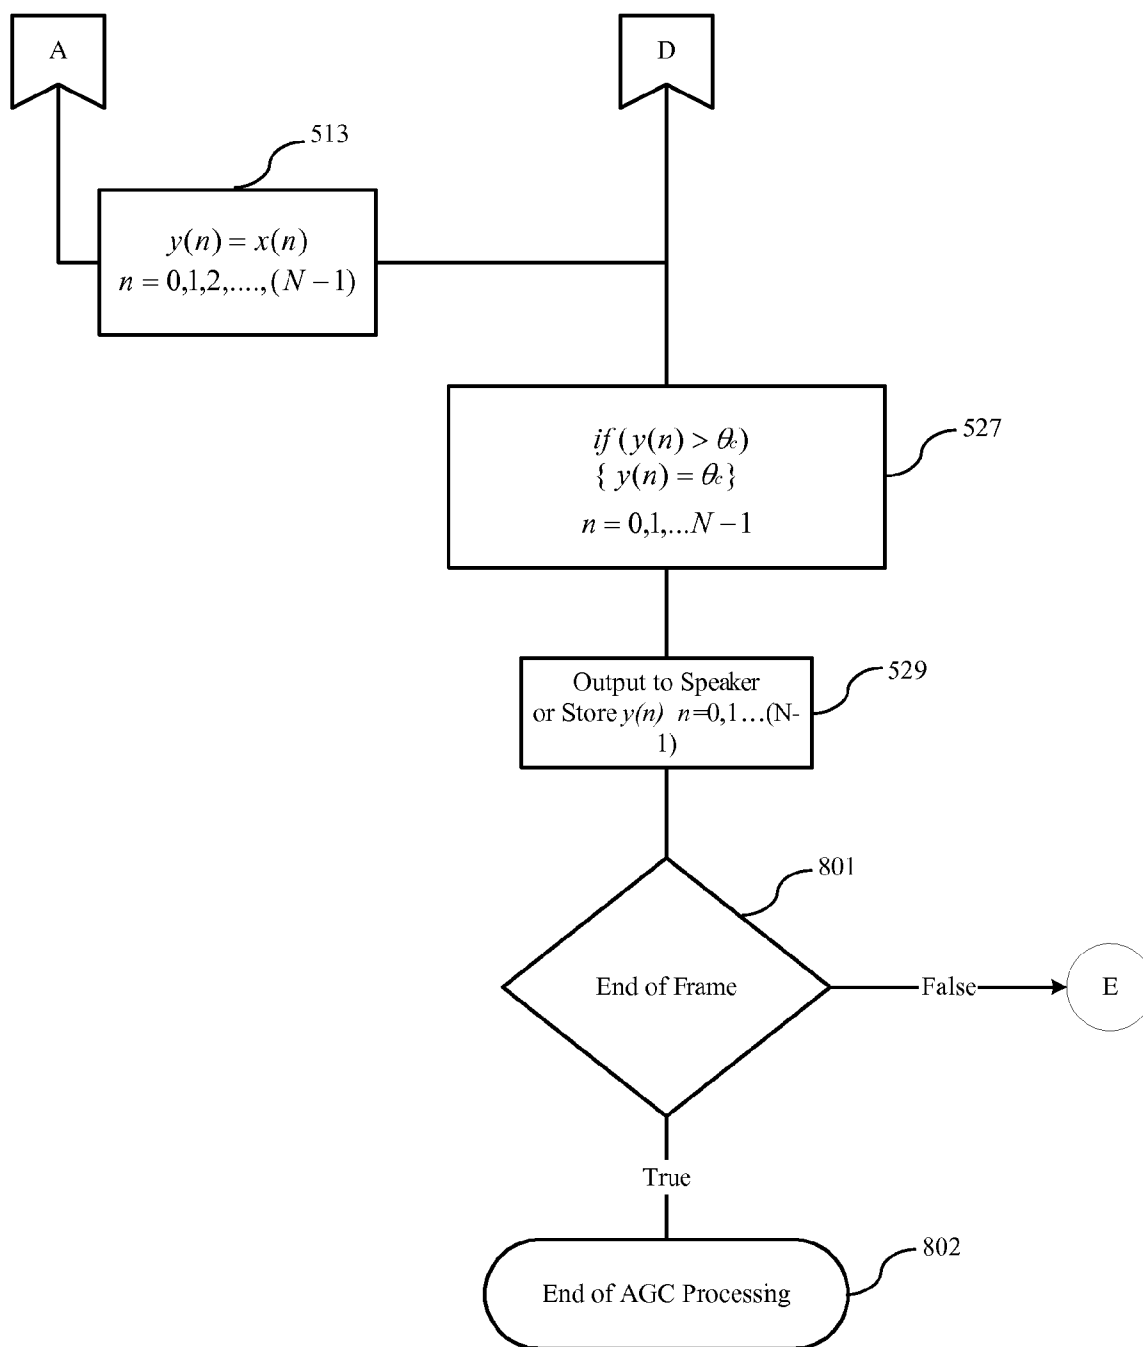 A
D
513
y(n) = x(n)
n = 0,1,2,....,(N − 1)
527
if (y(n) > θc)
{ y(n) = θc}
n = 0,1,...N − 1
529
Output to Speaker
or Store y(n) n=0,1…(N-
1)
801
End of Frame
False
E
True
802
End of AGC Processing